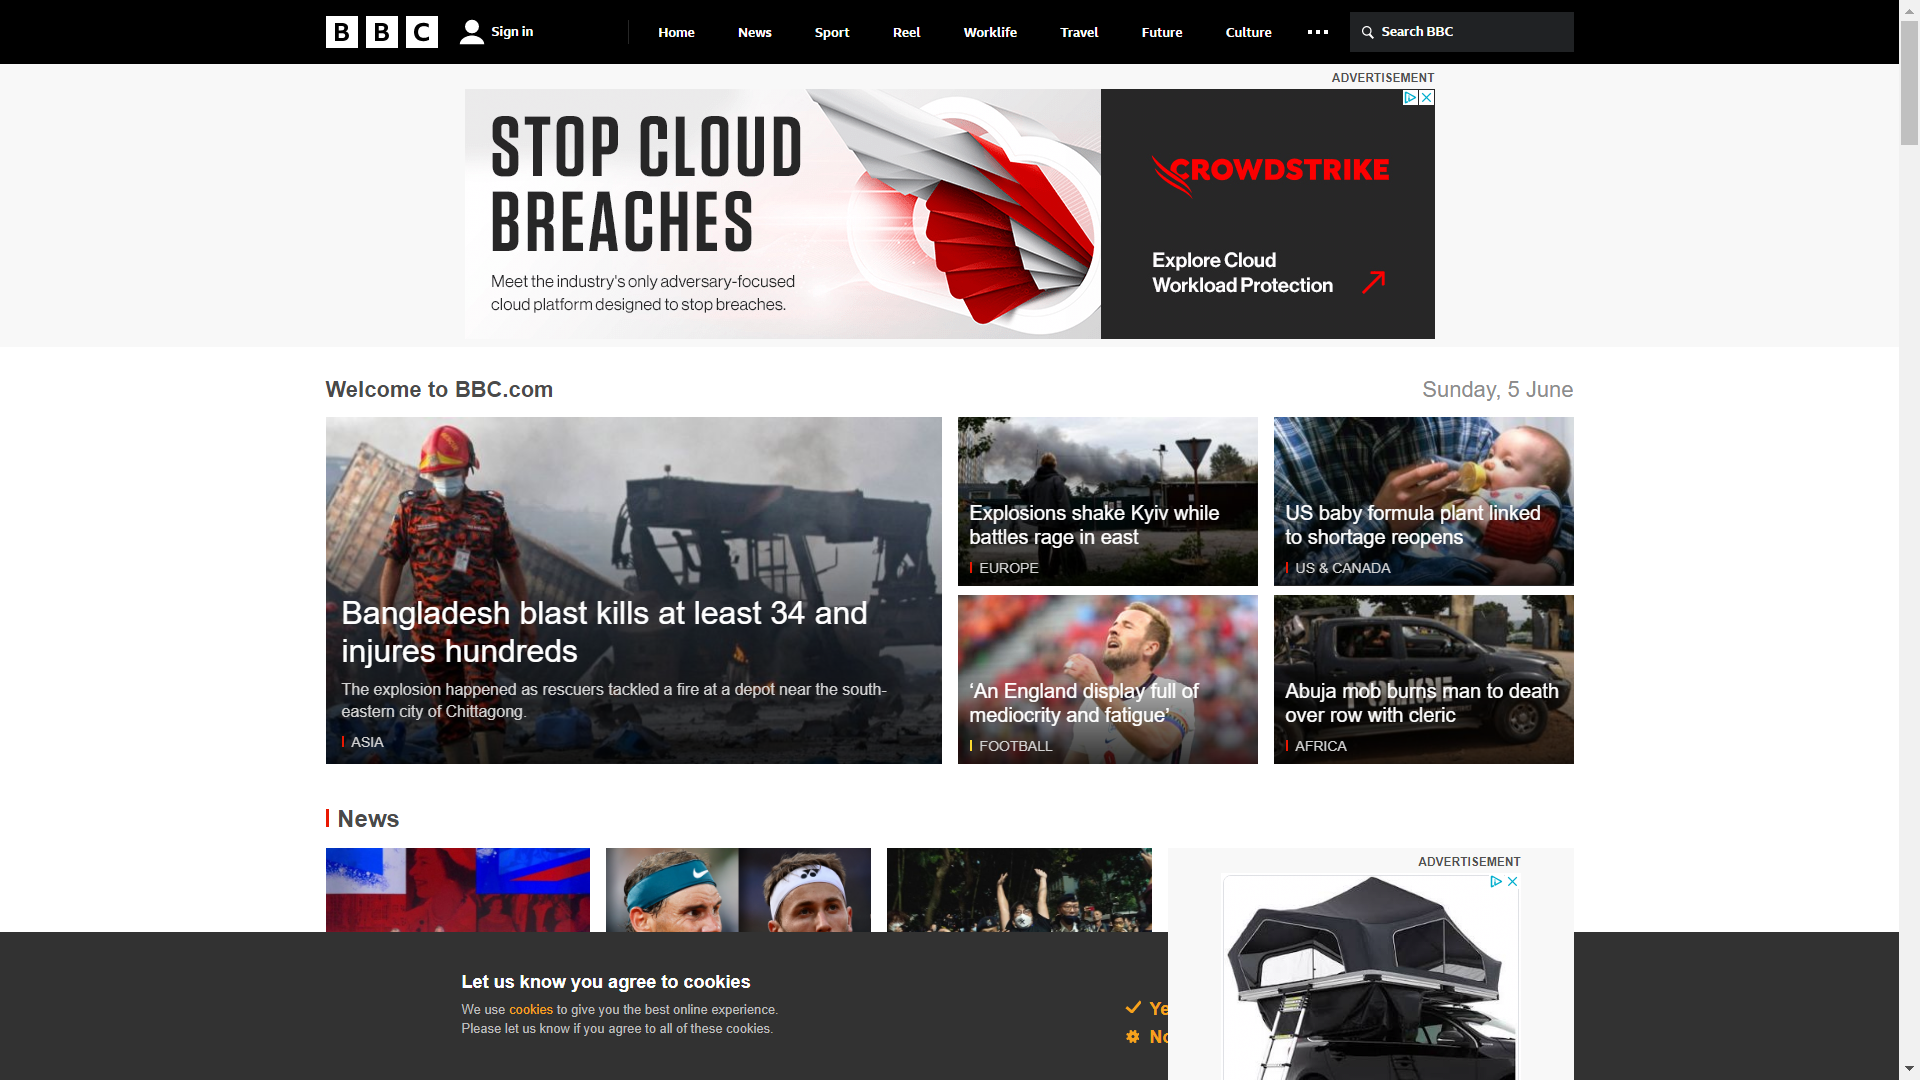 BBC
Sign in
Home
News
Sport
Reel
Worklife
Travel
Future
Culture
Search BBC
ADVERTISEMENT
STOP CLOUD
BREACHES
Meet the industry's only adversary-focused
cloud platform designed to stop breaches.
CROWDSTRIKE
Explore Cloud
Workload Protection
Welcome to BBC.com
Sunday, 5 June
Bangladesh blast kills at least 34 and
injures hundreds
The explosion happened as rescuers tackled a fire at a depot near the south-
eastern city of Chittagong.
ASIA
Explosions shake Kyiv while
battles rage in east
EUROPE
US baby formula plant linked
to shortage reopens
US & CANADA
‘An England display full of
mediocrity and fatigue’
FOOTBALL
Abuja mob burns man to death
over row with cleric
AFRICA
POLICE
News
ADVERTISEMENT
Let us know you agree to cookies
We use cookies to give you the best online experience.
Please let us know if you agree to all of these cookies.
Ye
No